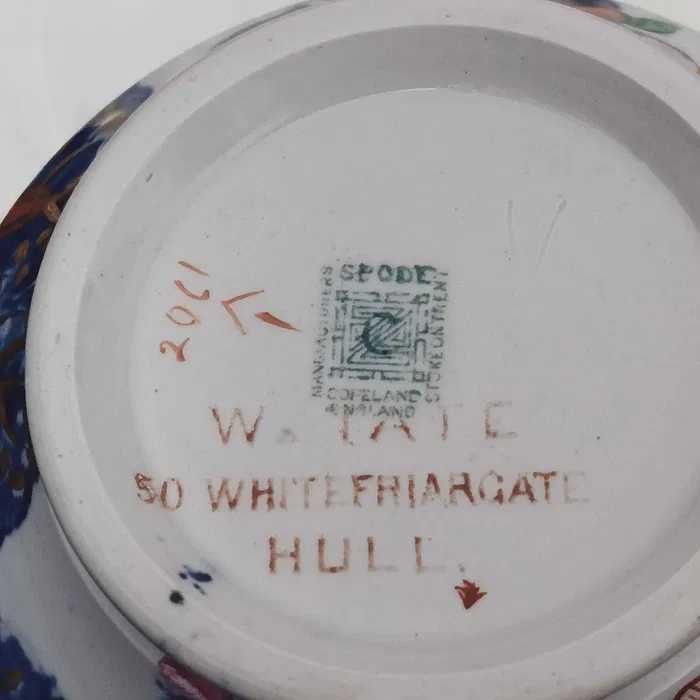 SPODE
MANUFACTURERS
STOKE ON TRENT
C
COPELAND
ENGLAND
2061
W. TATE
50 WHITEFRIARGATE
HULL.